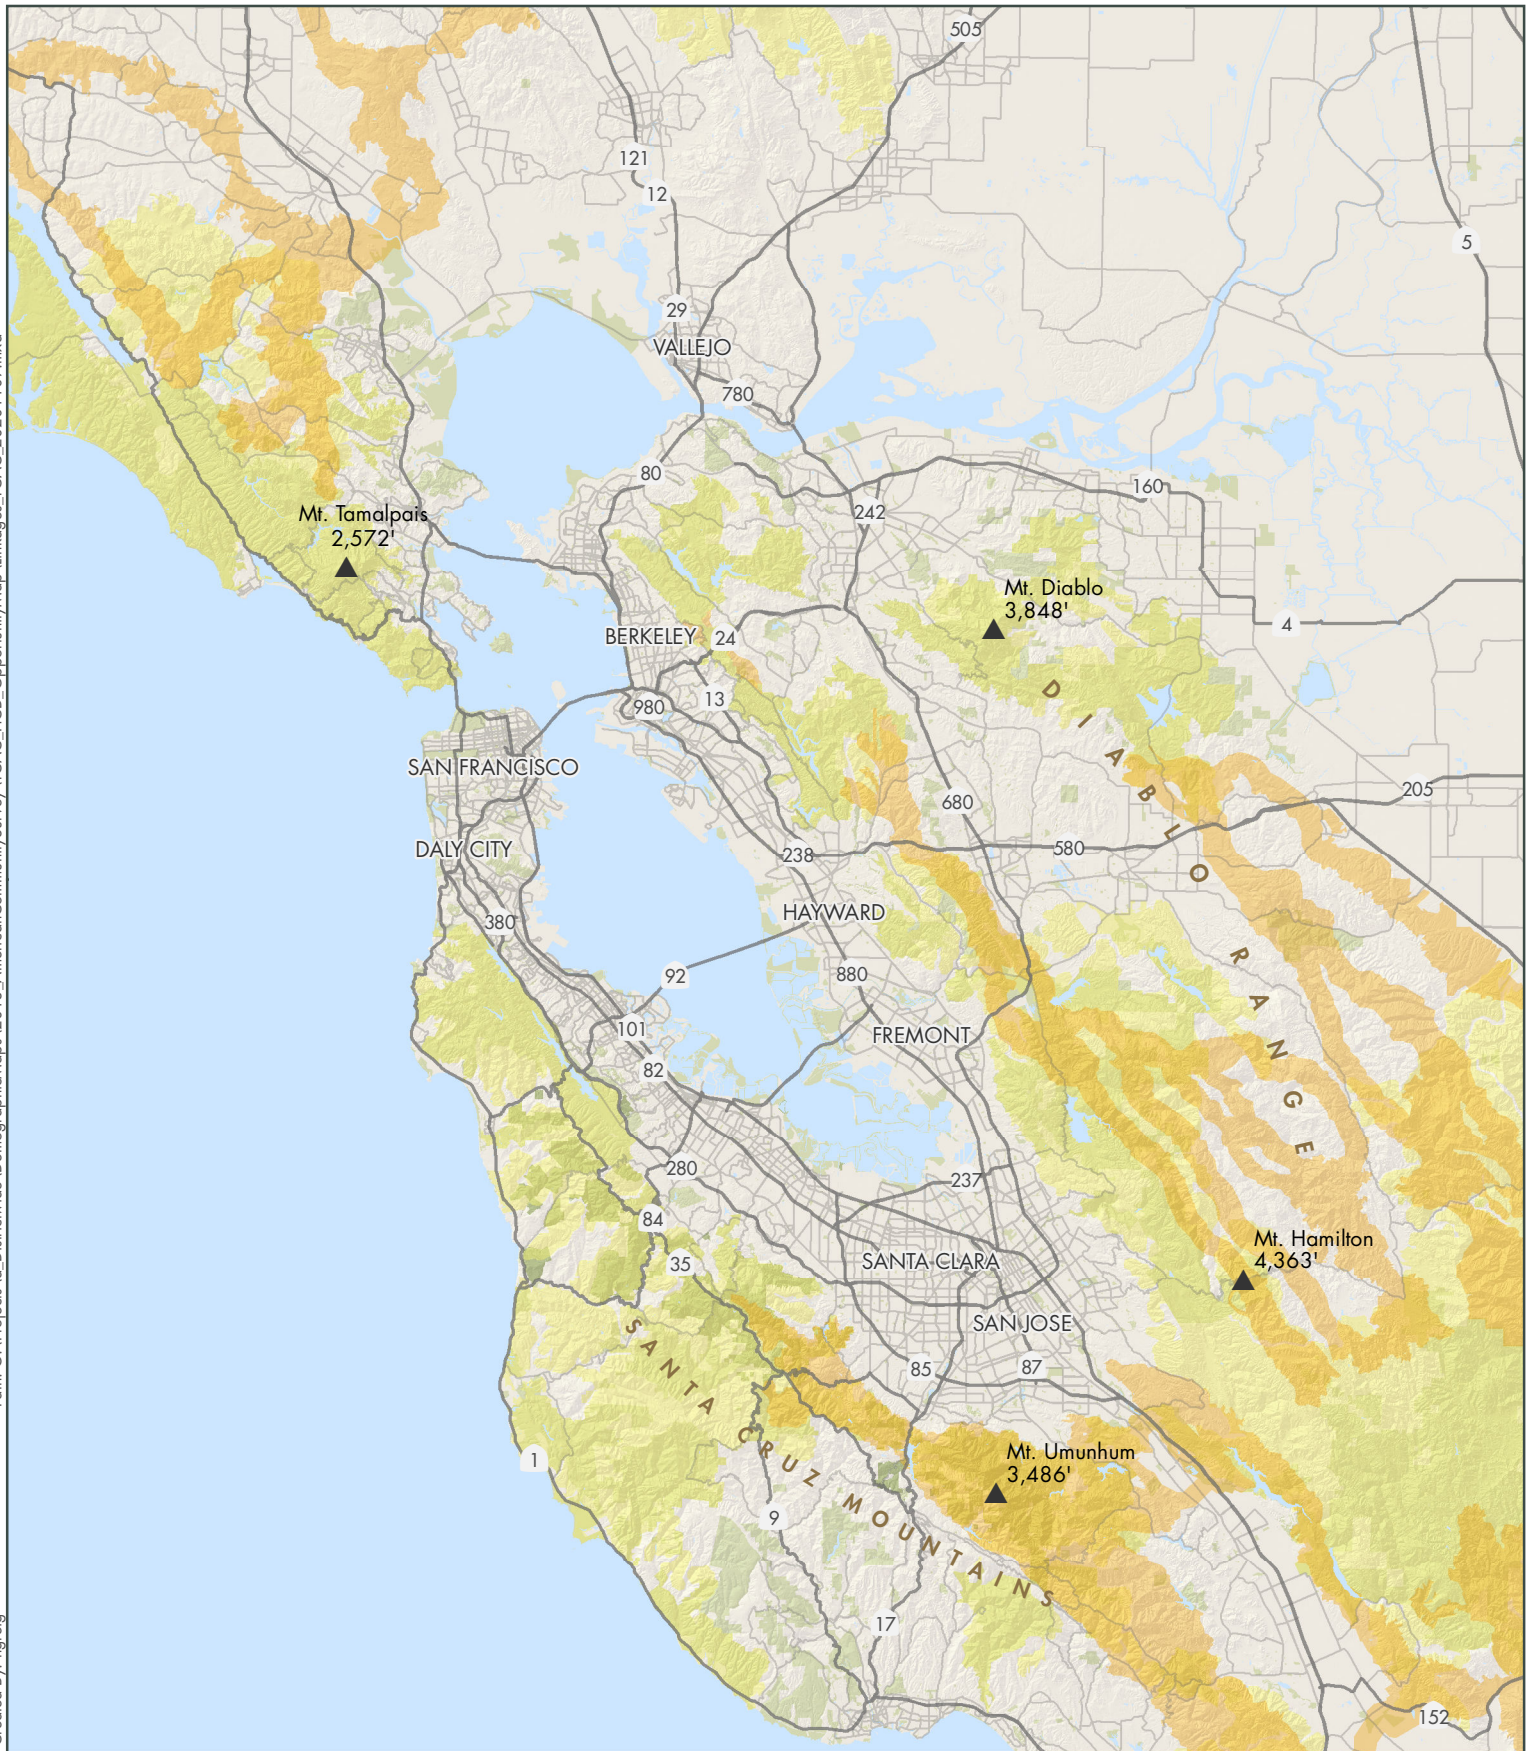 505
121
12
5
29
VALLEJO
780
80
160
242
Mt. Tamalpais
2,572'
Mt. Diablo
3,848'
4
BERKELEY
24
13
980
DIABLO RANGE
SAN FRANCISCO
205
680
DALY CITY
580
238
HAYWARD
380
92
880
101
FREMONT
82
280
237
84
Mt. Hamilton
4,363'
35
SANTA CLARA
SAN JOSE
SANTA CRUZ MOUNTAINS
85
87
1
Mt. Umunhum
3,486'
9
17
152